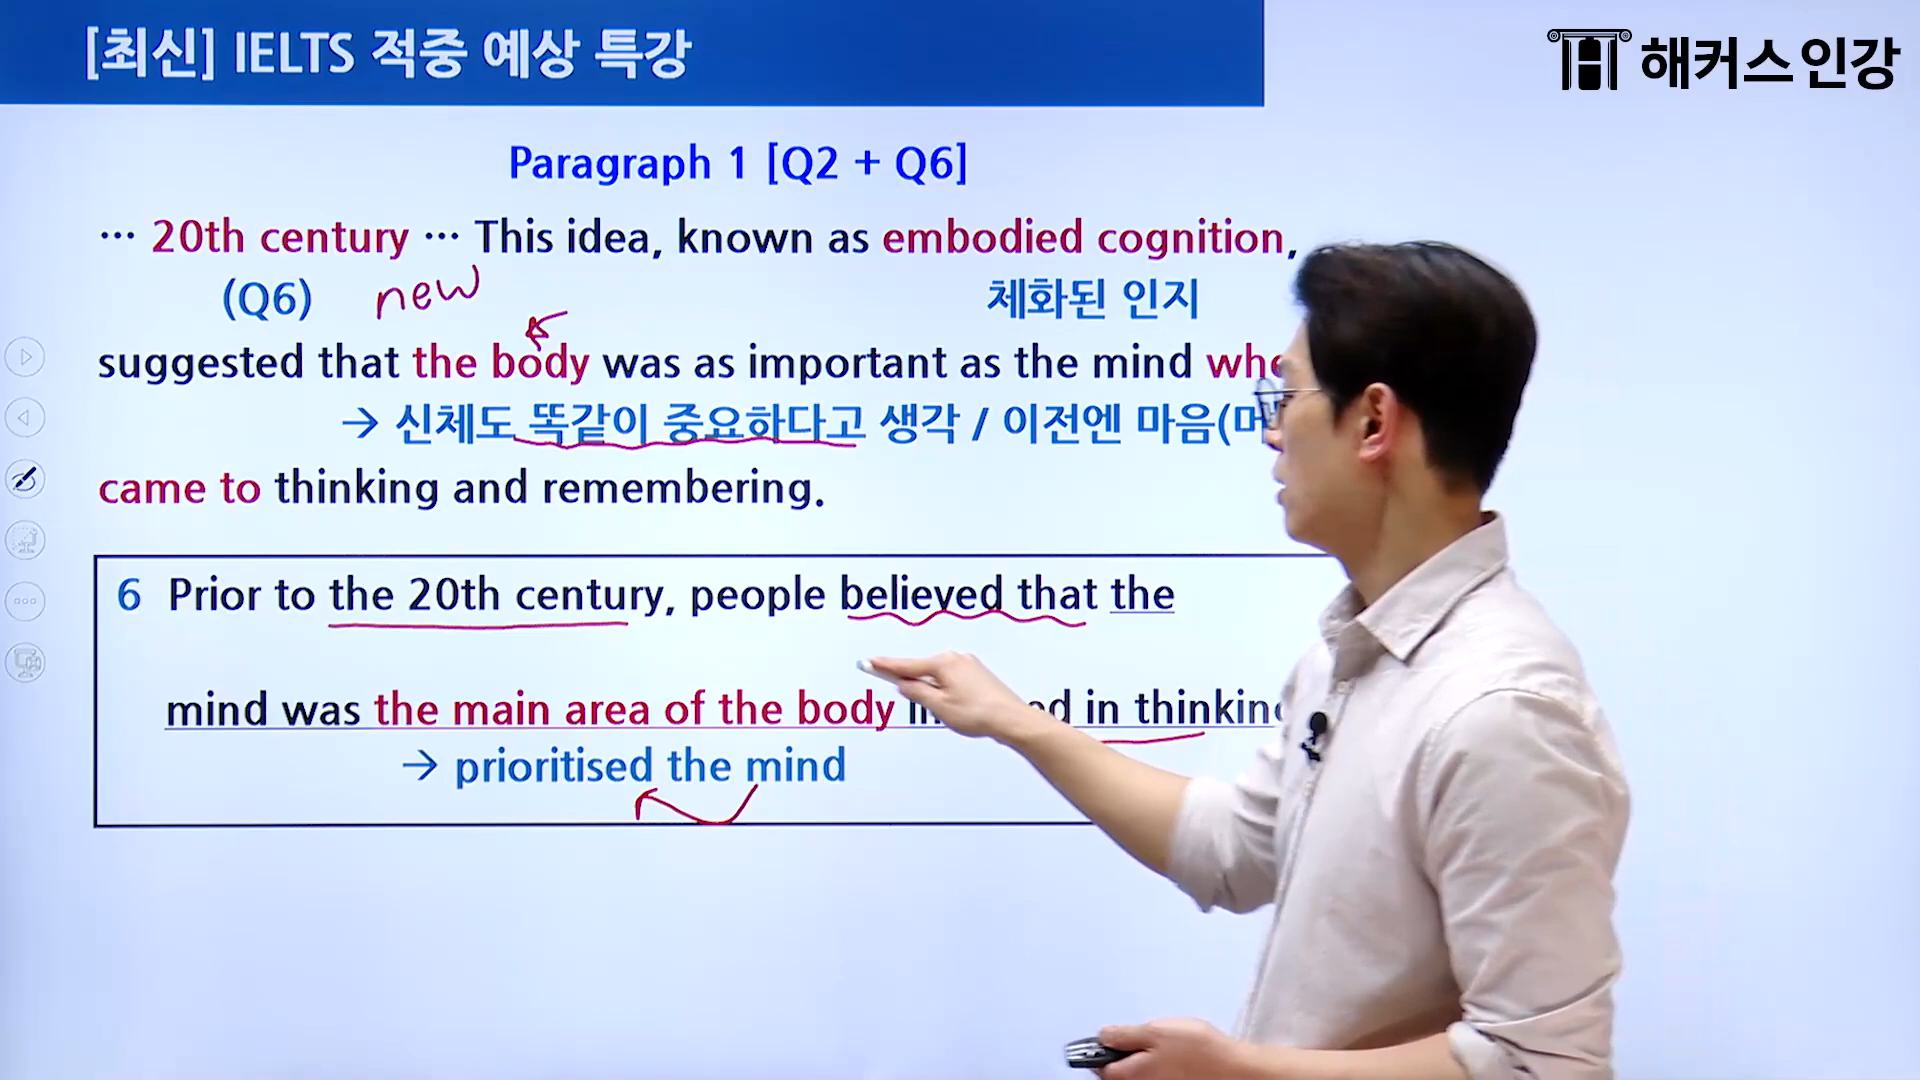 [최신] IELTS 적중 예상 특강
해커스인강
Paragraph 1 [Q2 + Q6]
… 20th century … This idea, known as embodied cognition,
(Q6) new 체화된 인지
suggested that the body was as important as the mind
→ 신체도 똑같이 중요하다고 생각 / 이전엔 마음(
came to thinking and remembering.
6 Prior to the 20th century, people believed that the
mind was the main area of the body in thinking
→ prioritised the mind